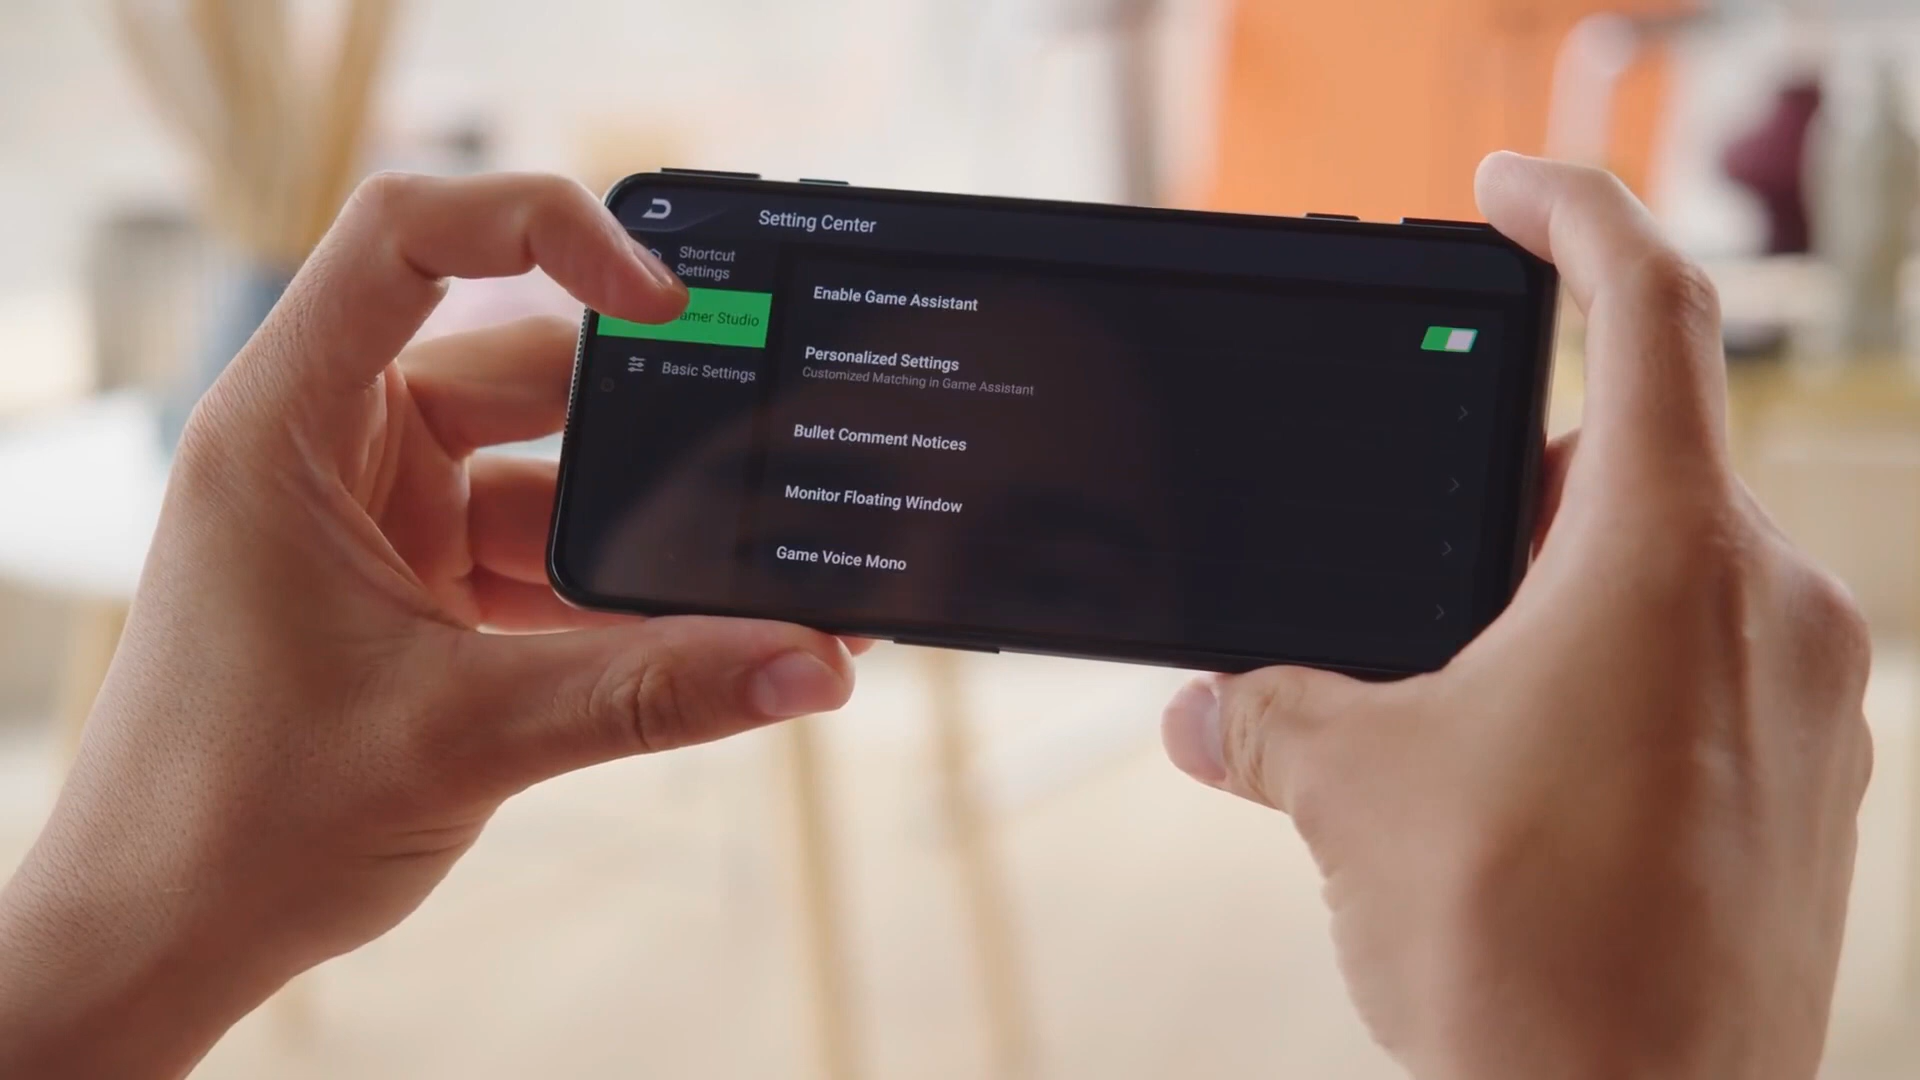 Setting Center
Shortcut
Settings
amer Studio
Basic Settings
Enable Game Assistant
Personalized Settings
Customized Matching in Game Assistant
Bullet Comment Notices
Monitor Floating Window
Game Voice Mono